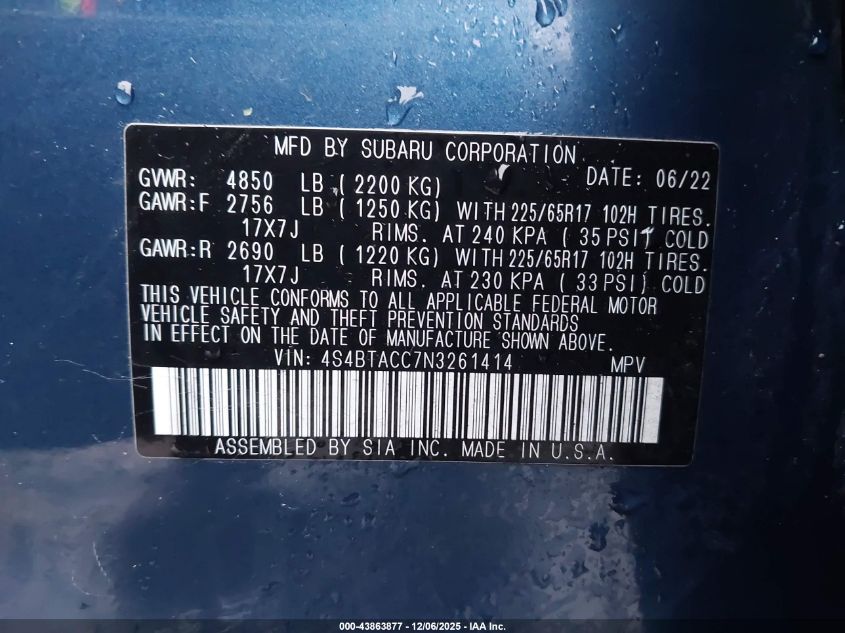 MFD BY SUBARU CORPORATION
DATE: 06/22
GVWR: 4850 LB ( 2200 KG)
GAWR:F 2756 LB ( 1250 KG) WITH 225/65R17 102H TIRES.
17X7J RIMS. AT 240 KPA ( 35 PSI) COLD
GAWR:R 2690 LB ( 1220 KG) WITH 225/65R17 102H TIRES.
17X7J RIMS. AT 230 KPA ( 33 PSI) COLD
THIS VEHICLE CONFORMS TO ALL APPLICABLE FEDERAL MOTOR
VEHICLE SAFETY AND THEFT PREVENTION STANDARDS
IN EFFECT ON THE DATE OF MANUFACTURE SHOWN ABOVE.
VIN: 4S4BTACC7N3261414 MPV
ASSEMBLED BY SIA INC. MADE IN U.S.A.
000-43863877 - 12/06/2025 - IAA Inc.